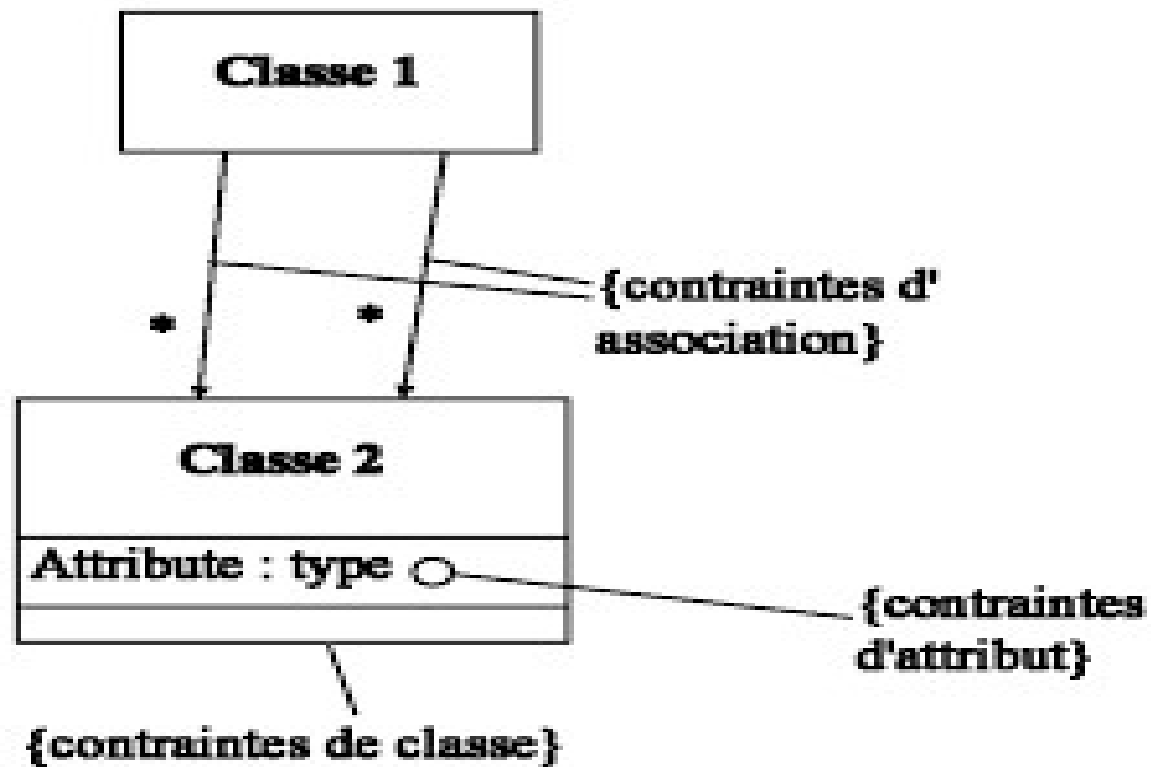 Classe 1
{contraintes d'
association}
* *
Classe 2
Attribute : type
{contraintes
d'attribut}
{contraintes de classe}